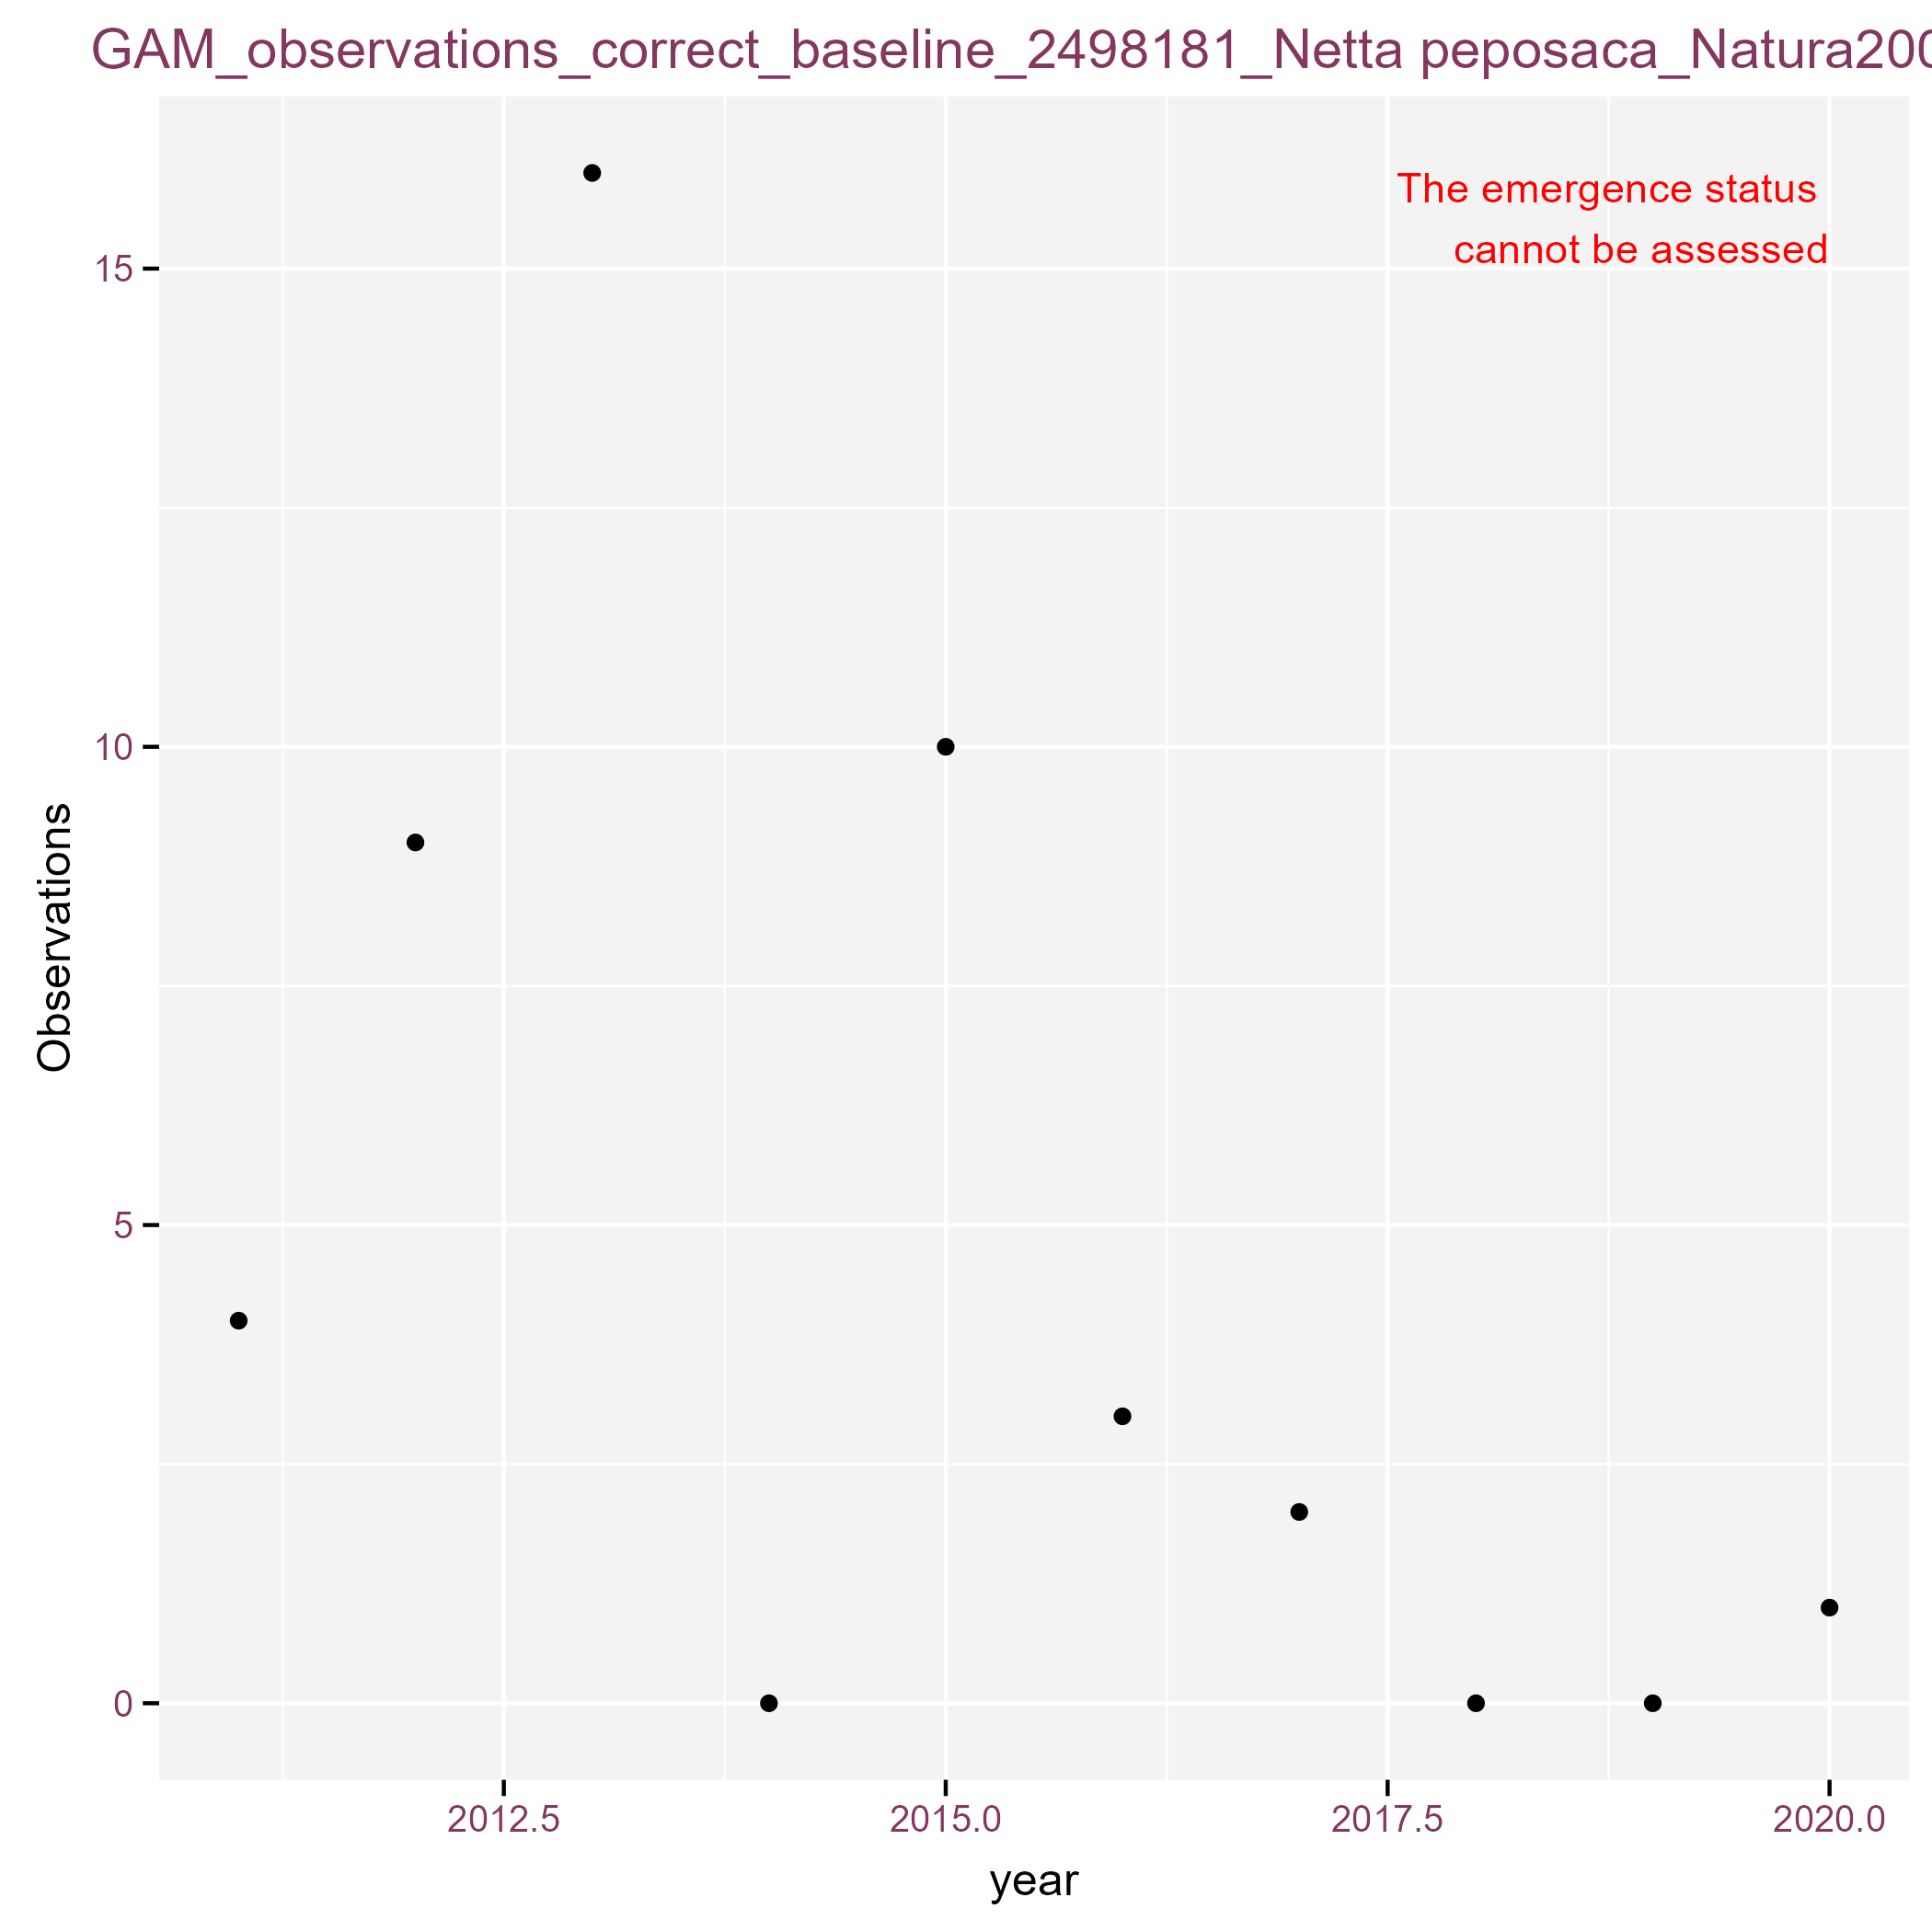 GAM_observations_correct_baseline_2498181_Netta peposaca_Natura200
The emergence status
cannot be assessed
15
10
5
0
Observations
2012.5 2015.0 2017.5 2020.0
year